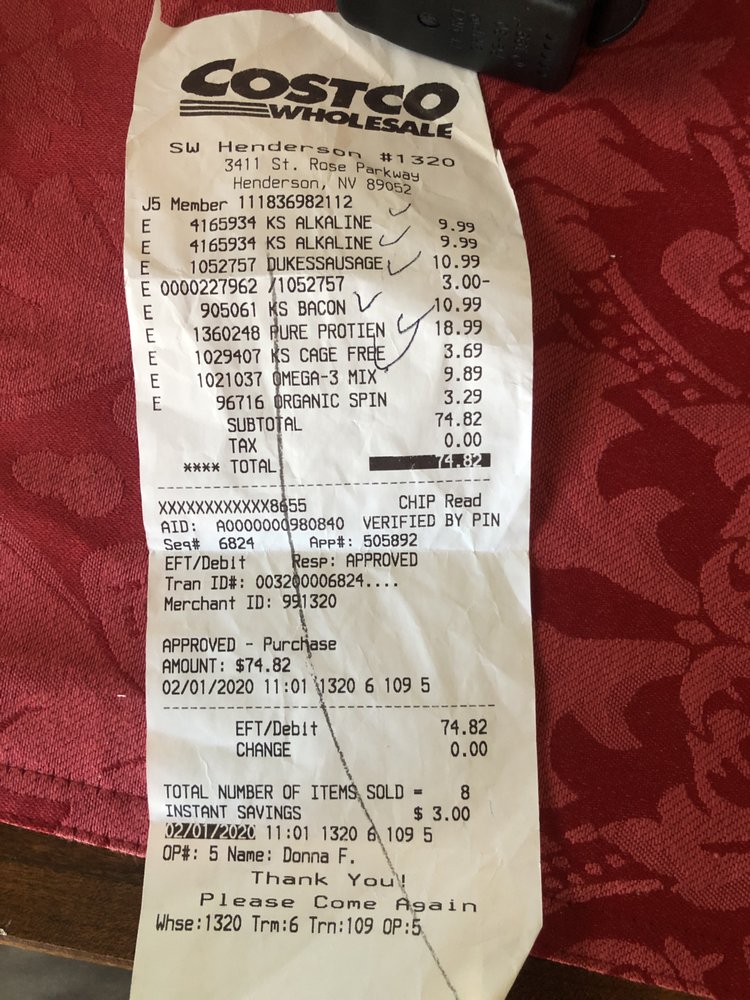 COSTCO
WHOLESALE
SW Henderson #1320
3411 St. Rose Parkway
Henderson, NV 89052
J5 Member 111836982112
E 4165934 KS ALKALINE 9.99
E 4165934 KS ALKALINE 9.99
E 1052757 DUKESSAUSAGE 10.99
E 0000227962 /1052757 3.00-
E 905061 KS BACON 10.99
E 1360248 PURE PROTIEN 18.99
E 1029407 KS CAGE FREE 3.69
E 1021037 OMEGA-3 MIX 9.89
E 96716 ORGANIC SPIN 3.29
SUBTOTAL 74.82
TAX 0.00
**** TOTAL 74.82
XXXXXXXXXXXX8655 CHIP Read
AID: A0000000980840 VERIFIED BY PIN
Seq# 6824 App#: 505892
EFT/Debit Resp: APPROVED
Tran ID#: 003200006824....
Merchant ID: 991320
APPROVED - Purchase
AMOUNT: $74.82
02/01/2020 11:01 1320 6 109 5
EFT/Debit 74.82
CHANGE 0.00
TOTAL NUMBER OF ITEMS SOLD = 8
INSTANT SAVINGS $ 3.00
02/01/2020 11:01 1320 6 109 5
OP#: 5 Name: Donna F.
Thank You!
Please Come Again
Whse:1320 Trm:6 Trn:109 OP:5